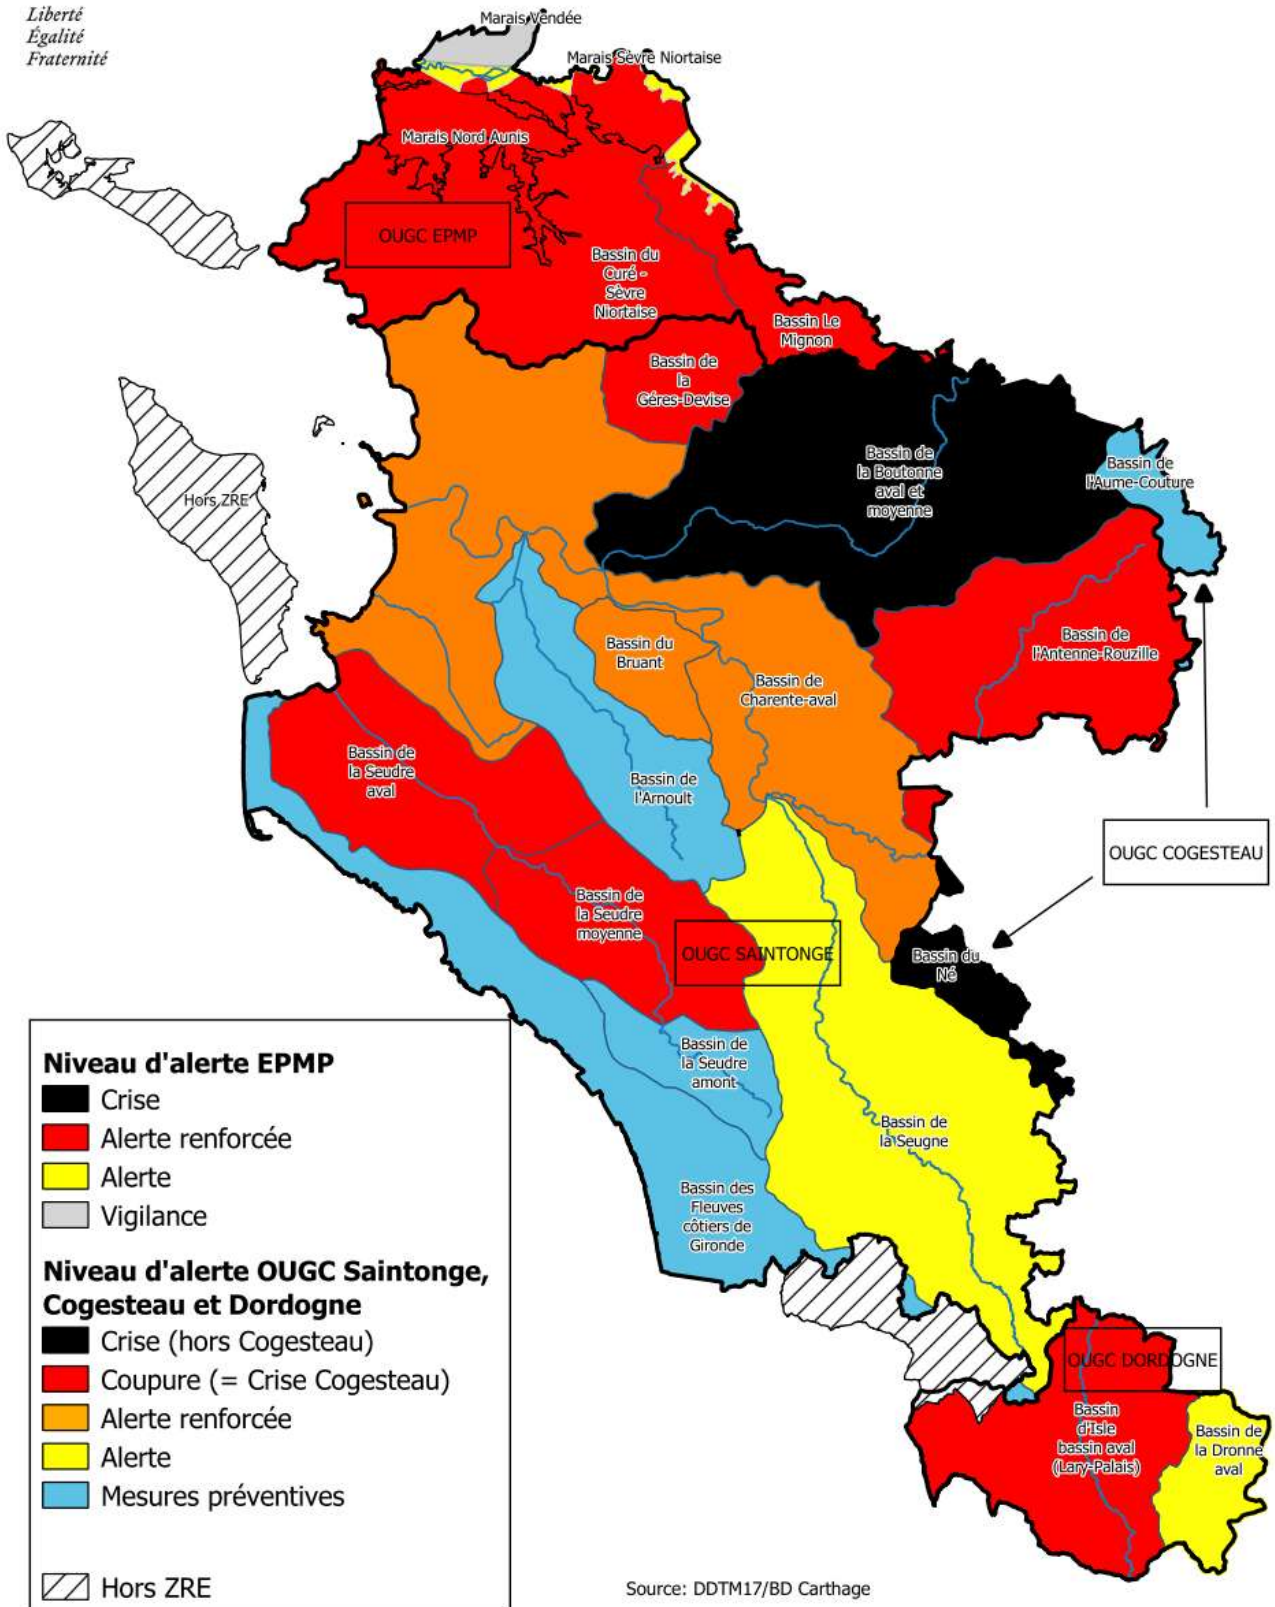 Liberté
Égalité
Fraternité
Marais Vendée
Marais Sèvre Niortaise
Marais Nord Aunis
OUGC EPMP
Bassin du
Curé -
Sèvre
Niortaise
Bassin Le
Mignon
Bassin de
la
Gères-Devise
Bassin de
la Boutonne
aval et
moyenne
Bassin de
l'Aume-Couture
Hors ZRE
Bassin de
l'Antenne-Rouzille
Bassin du
Bruant
Bassin de
Charente-aval
Bassin de
la Seudre
aval
Bassin de
l'Arnoult
OUGC COGESTEAU
Bassin de
la Seudre
moyenne
OUGC SAINTONGE
Bassin du
Né
Bassin de
la Seudre
amont
Bassin de
la Seugne
Bassin des
Fleuves
côtiers de
Gironde
OUGC DORDOGNE
Bassin
d'Isle
bassin aval
(Lary-Palais)
Bassin de
la Dronne
aval
Niveau d'alerte EPMP
Crise
Alerte renforcée
Alerte
Vigilance
Niveau d'alerte OUGC Saintonge,
Cogesteau et Dordogne
Crise (hors Cogesteau)
Coupure (= Crise Cogesteau)
Alerte renforcée
Alerte
Mesures préventives
Hors ZRE
Source: DDTM17/BD Carthage